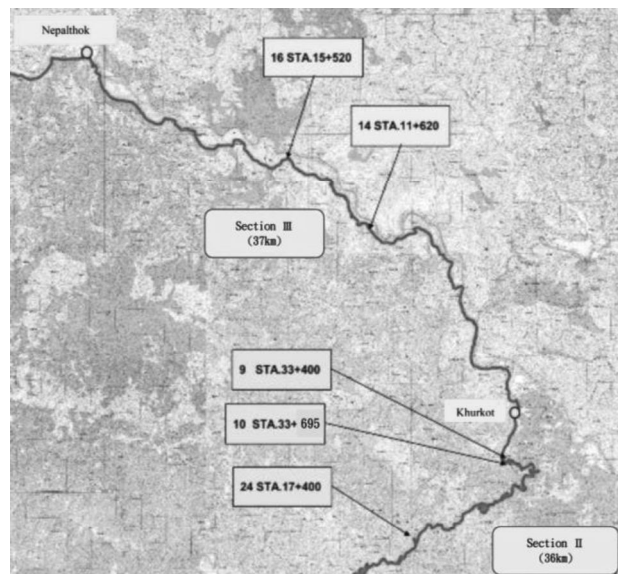 Nepalthok
16 STA.15+520
14 STA.11+620
Section Ⅲ
(37km)
9 STA.33+400
Khurkot
10 STA.33+ 695
24 STA.17+400
Section Ⅱ
(36km)